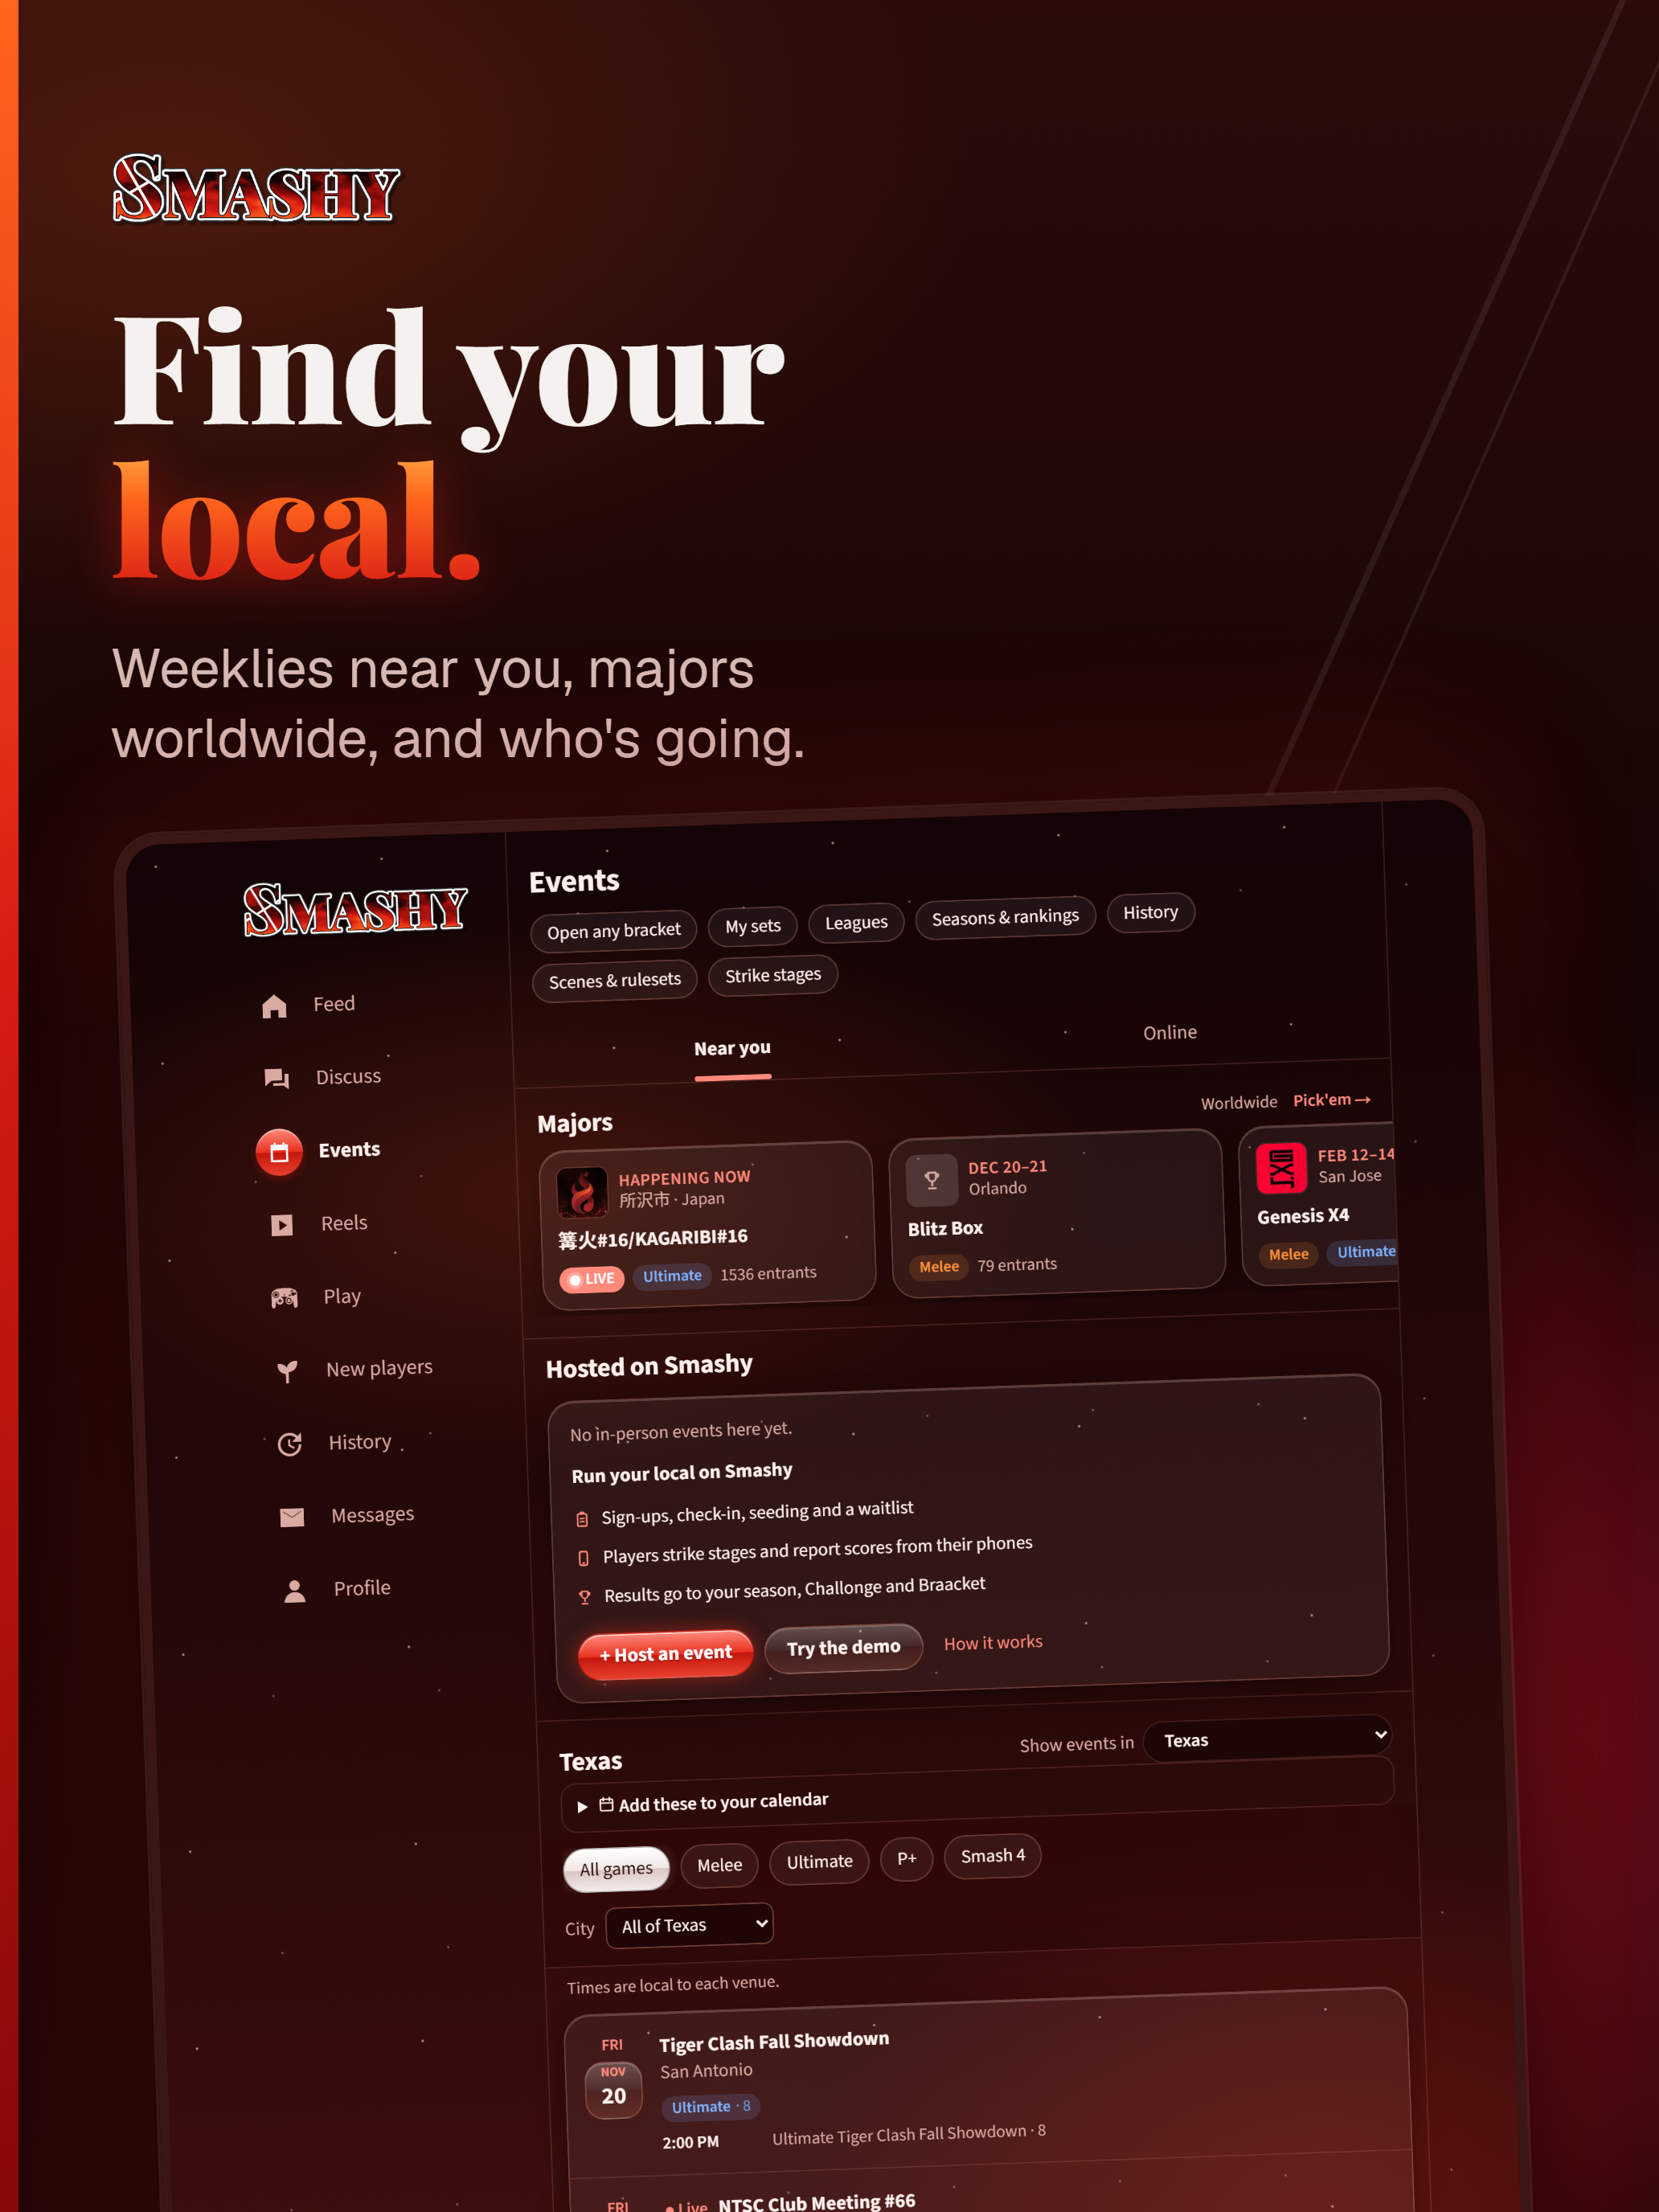 SMASHY
Find your
local.
Weeklies near you, majors
worldwide, and who's going.
SMASHY
Feed
Discuss
Events
Reels
Play
New players
History
Messages
Profile
Events
Open any bracket
My sets
Leagues
Seasons & rankings
History
Scenes & rulesets
Strike stages
Near you
Online
Majors
Worldwide
Pick'em →
HAPPENING NOW
所沢市 · Japan
篝火#16/KAGARIBI#16
LIVE
Ultimate
1536 entrants
DEC 20–21
Orlando
Blitz Box
Melee
79 entrants
FEB 12–14
San Jose
Genesis X4
Melee
Ultimate
Hosted on Smashy
No in-person events here yet.
Run your local on Smashy
Sign-ups, check-in, seeding and a waitlist
Players strike stages and report scores from their phones
Results go to your season, Challonge and Braacket
+ Host an event
Try the demo
How it works
Texas
Show events in
Texas
Add these to your calendar
All games
Melee
Ultimate
P+
Smash 4
City
All of Texas
Times are local to each venue.
FRI
NOV
20
Tiger Clash Fall Showdown
San Antonio
Ultimate · 8
2:00 PM
Ultimate Tiger Clash Fall Showdown · 8
FRI
Live
NTSC Club Meeting #66